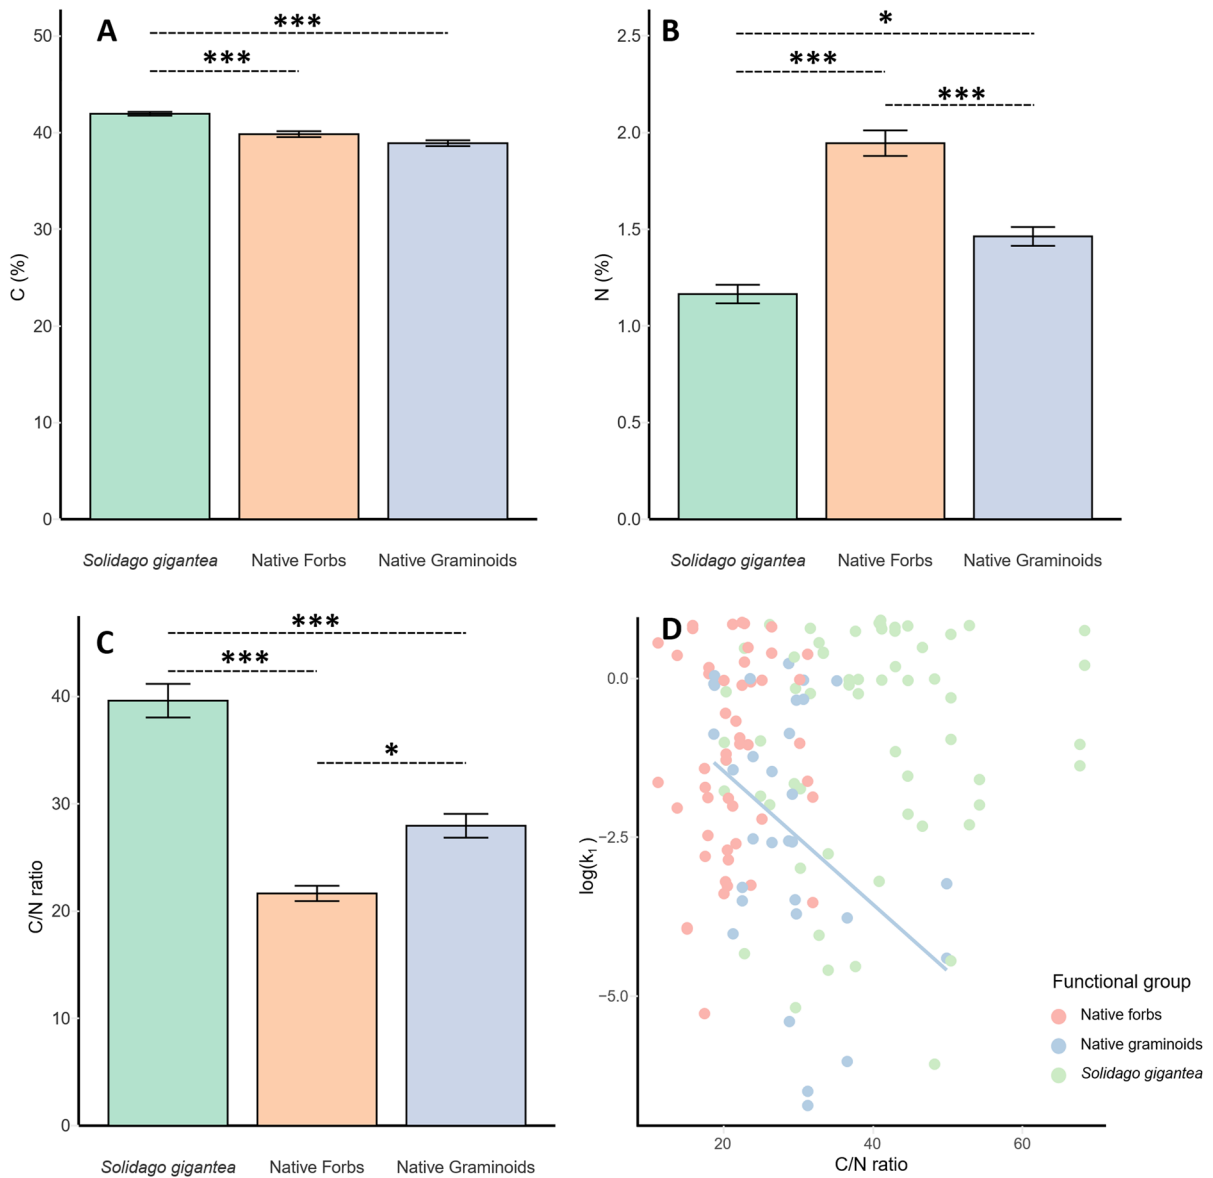 A
***
***
50
40
30
20
10
0
C (%)
Solidago gigantea Native Forbs Native Graminoids
B
*
***
***
2.5
2.0
1.5
1.0
0.5
0.0
N (%)
Solidago gigantea Native Forbs Native Graminoids
C
***
***
*
40
30
20
10
0
C/N ratio
Solidago gigantea Native Forbs Native Graminoids
D
0.0
−2.5
−5.0
log(k₁)
20 40 60
C/N ratio
Functional group
Native forbs
Native graminoids
Solidago gigantea